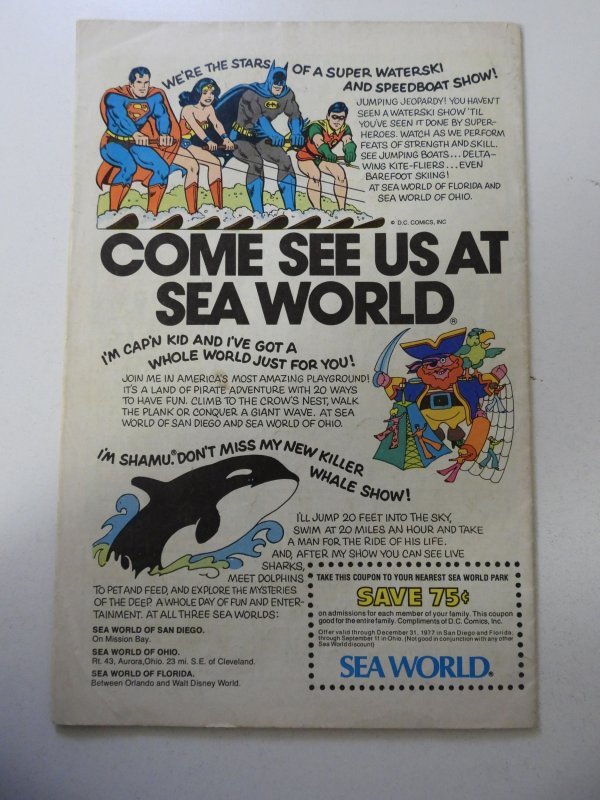 WE'RE THE STARS OF A SUPER WATERSKI
AND SPEEDBOAT SHOW!
JUMPING JEOPARDY! YOU HAVEN'T
SEEN A WATERSKI SHOW 'TIL
YOU'VE SEEN IT DONE BY SUPER-
HEROES. WATCH AS WE PERFORM
FEATS OF STRENGTH AND SKILL.
SEE JUMPING BOATS...DELTA-
WING KITE-FLIERS...EVEN
BAREFOOT SKIING!
AT SEA WORLD OF FLORIDA AND
SEA WORLD OF OHIO.
© D.C. COMICS, INC
COME SEE US AT
SEA WORLD®
I'M CAP'N KID AND I'VE GOT A
WHOLE WORLD JUST FOR YOU!
JOIN ME IN AMERICA'S MOST AMAZING PLAYGROUND!
IT'S A LAND OF PIRATE ADVENTURE WITH 20 WAYS
TO HAVE FUN. CLIMB TO THE CROW'S NEST, WALK
THE PLANK OR CONQUER A GIANT WAVE. AT SEA
WORLD OF SAN DIEGO AND SEA WORLD OF OHIO.
I'M SHAMU.® DON'T MISS MY NEW KILLER
WHALE SHOW!
I'LL JUMP 20 FEET INTO THE SKY,
SWIM AT 20 MILES AN HOUR AND TAKE
A MAN FOR THE RIDE OF HIS LIFE.
AND, AFTER MY SHOW YOU CAN SEE LIVE
SHARKS,
MEET DOLPHINS
TO PET AND FEED, AND EXPLORE THE MYSTERIES
OF THE DEEP. A WHOLE DAY OF FUN AND ENTER-
TAINMENT. AT ALL THREE SEA WORLDS:
SEA WORLD OF SAN DIEGO.
On Mission Bay.
SEA WORLD OF OHIO.
Rt. 43, Aurora, Ohio. 23 mi. S.E. of Cleveland.
SEA WORLD OF FLORIDA.
Between Orlando and Walt Disney World.
TAKE THIS COUPON TO YOUR NEAREST SEA WORLD PARK
SAVE 75¢
on admissions for each member of your family. This coupon
good for the entire family. Compliments of D.C. Comics, Inc.
Offer valid through December 31, 1977 in San Diego and Florida;
through September 11 in Ohio. (Not good in conjunction with any other
Sea World discount)
SEA WORLD®